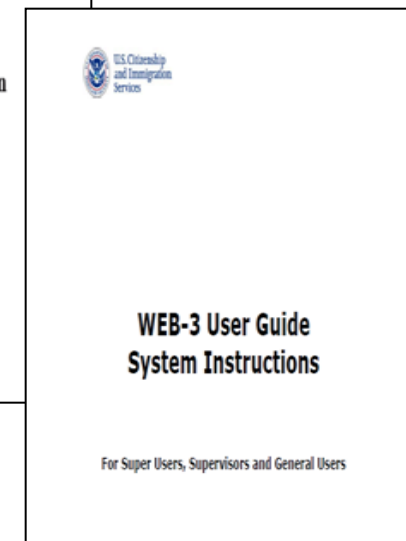 U.S. Citizenship
and Immigration
Services
WEB-3 User Guide
System Instructions
For Super Users, Supervisors and General Users